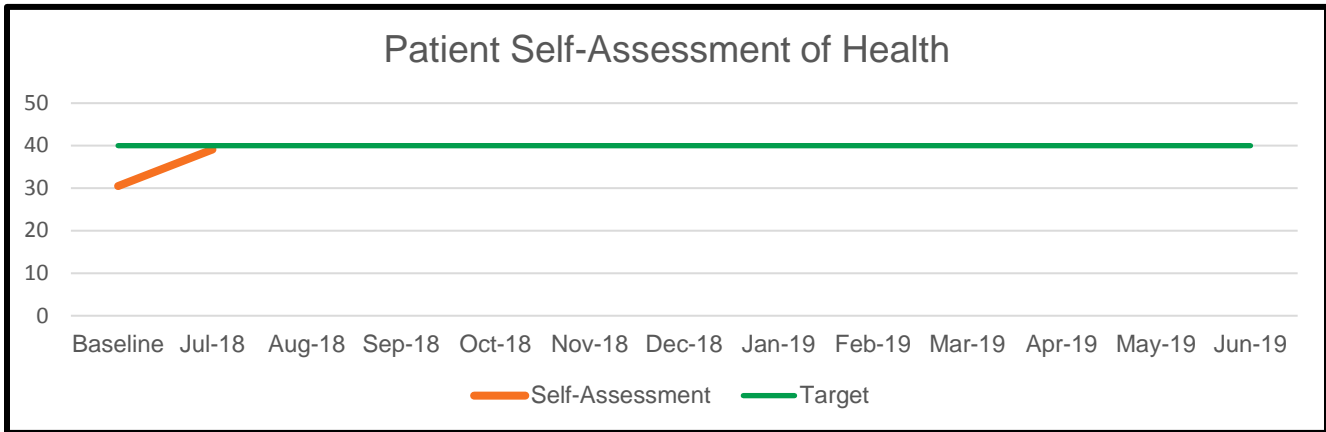 Patient Self-Assessment of Health
50
40
30
20
10
0
Baseline Jul-18 Aug-18 Sep-18 Oct-18 Nov-18 Dec-18 Jan-19 Feb-19 Mar-19 Apr-19 May-19 Jun-19
Self-Assessment Target